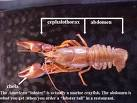 cephalothorax
abdomen
chela
The American "lobster" is actually a marine crayfish. The abdomen is
what you get when you order a "lobster tail" in a restaurant.